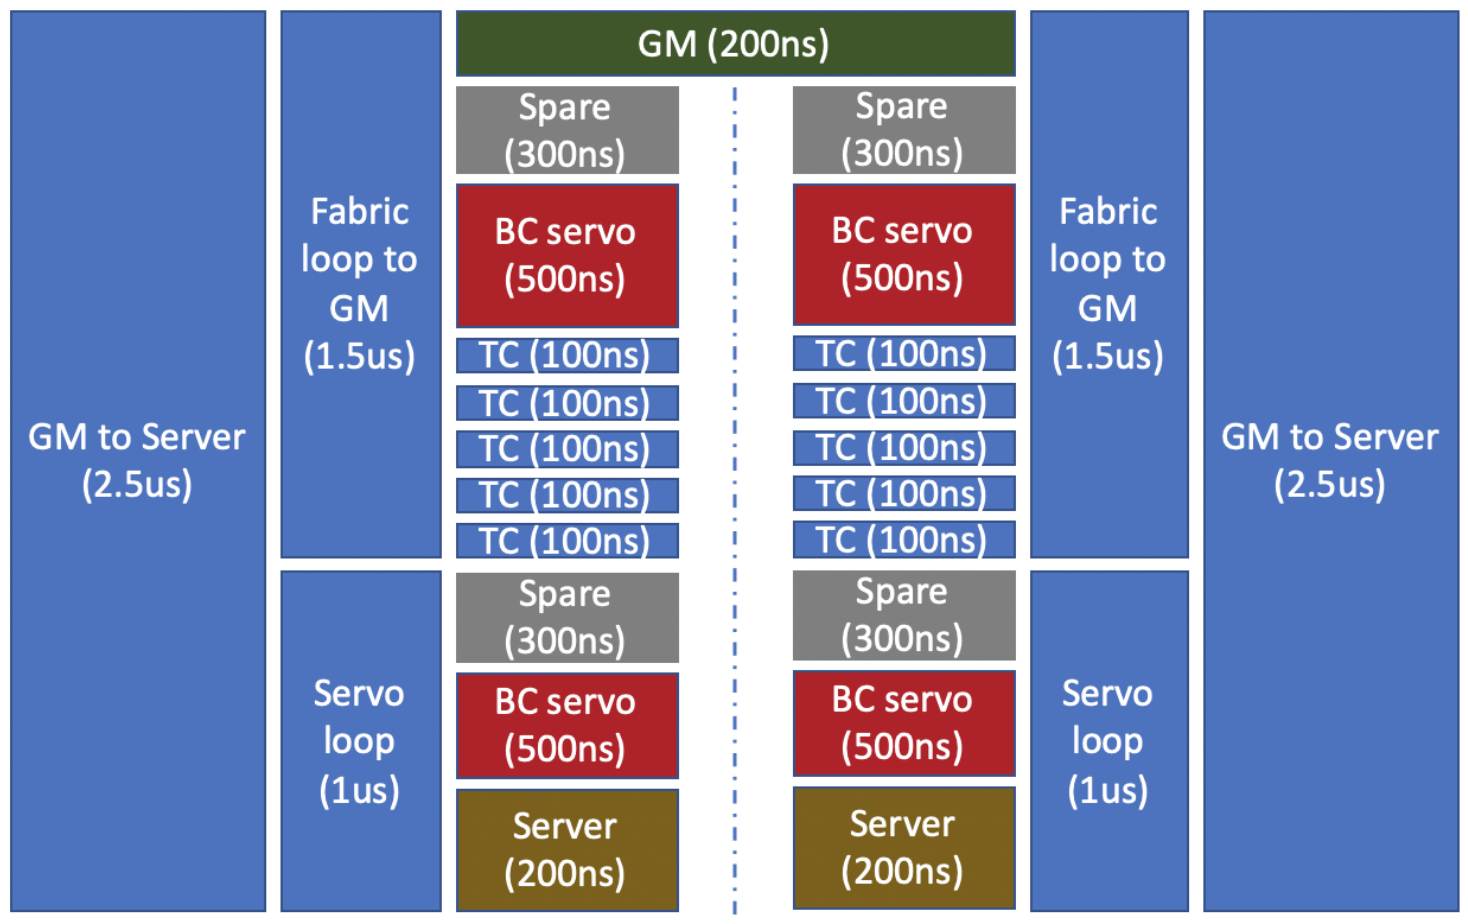 GM (200ns)
GM to Server
(2.5us)
Fabric
loop to
GM
(1.5us)
Servo
loop
(1us)
Spare
(300ns)
BC servo
(500ns)
TC (100ns)
TC (100ns)
TC (100ns)
TC (100ns)
TC (100ns)
Spare
(300ns)
BC servo
(500ns)
Server
(200ns)
Spare
(300ns)
BC servo
(500ns)
TC (100ns)
TC (100ns)
TC (100ns)
TC (100ns)
TC (100ns)
Spare
(300ns)
BC servo
(500ns)
Server
(200ns)
Fabric
loop to
GM
(1.5us)
Servo
loop
(1us)
GM to Server
(2.5us)